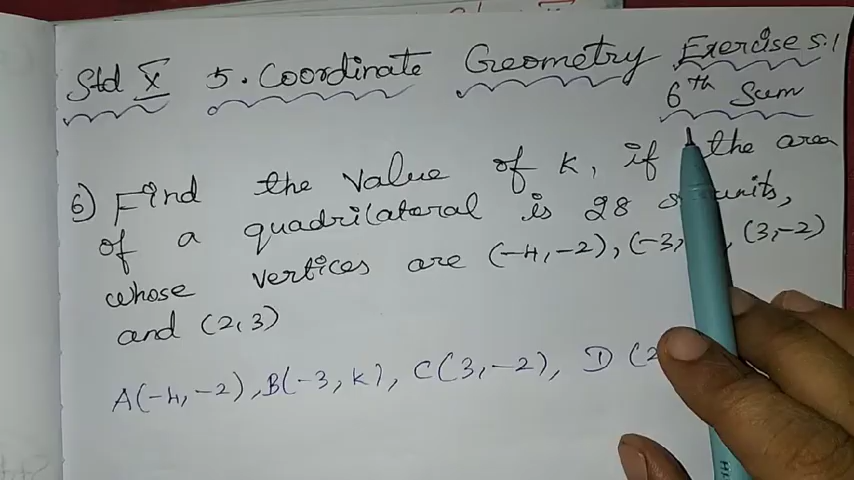 Std X 5. Coordinate Geometry Exercise 5.1
6th Sum
6) Find the value of K, if the area
of a quadrilateral is 28 units,
whose vertices are (-4,-2), (-3, , (3,-2)
and (2,3)
A(-4,-2), B(-3, K), C(3,-2), D (2